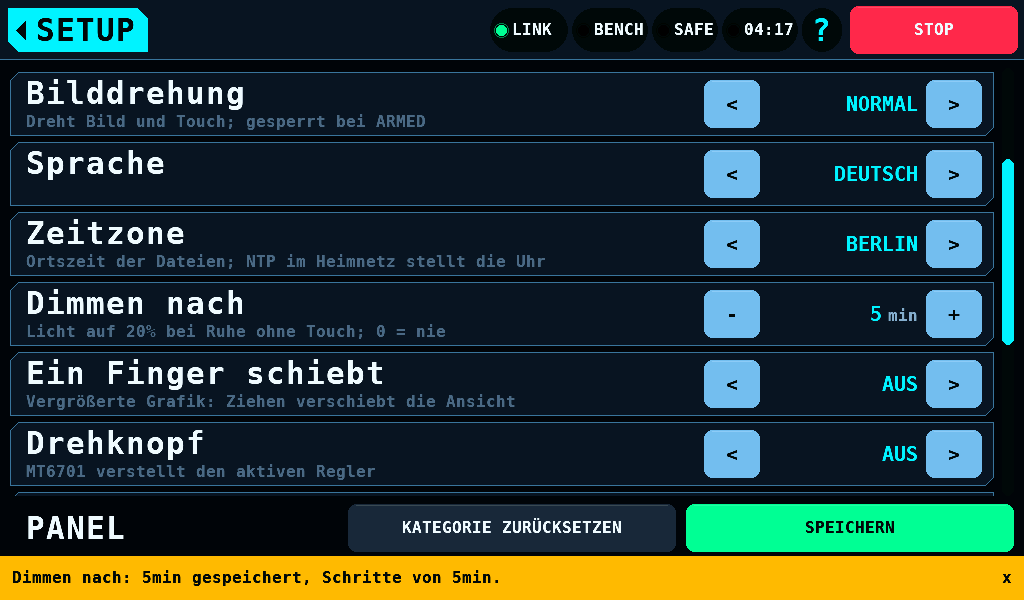 SETUP
LINK
BENCH
SAFE
04:17
?
STOP
Bilddrehung
Dreht Bild und Touch; gesperrt bei ARMED
<
NORMAL
>
Sprache
<
DEUTSCH
>
Zeitzone
Ortszeit der Dateien; NTP im Heimnetz stellt die Uhr
<
BERLIN
>
Dimmen nach
Licht auf 20% bei Ruhe ohne Touch; 0 = nie
-
5 min
+
Ein Finger schiebt
Vergrößerte Grafik: Ziehen verschiebt die Ansicht
<
AUS
>
Drehknopf
MT6701 verstellt den aktiven Regler
<
AUS
>
PANEL
KATEGORIE ZURÜCKSETZEN
SPEICHERN
Dimmen nach: 5min gespeichert, Schritte von 5min.
x